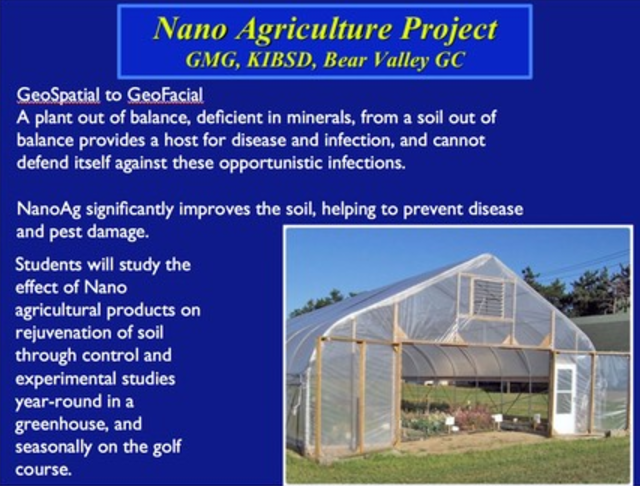 Nano Agriculture Project
GMG, KIBSD, Bear Valley GC
GeoSpatial to GeoFacial
A plant out of balance, deficient in minerals, from a soil out of
balance provides a host for disease and infection, and cannot
defend itself against these opportunistic infections.
NanoAg significantly improves the soil, helping to prevent disease
and pest damage.
Students will study the
effect of Nano
agricultural products on
rejuvenation of soil
through control and
experimental studies
year-round in a
greenhouse, and
seasonally on the golf
course.